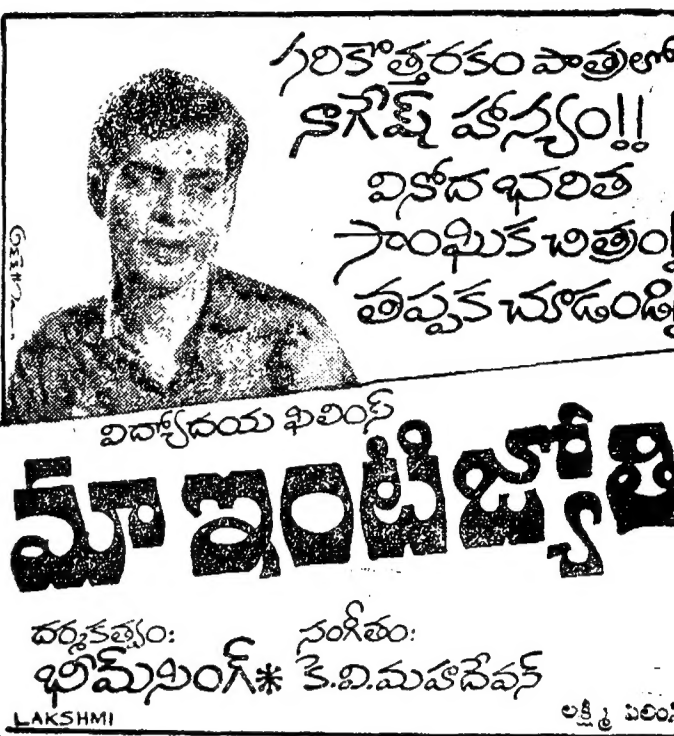 సరికొత్తరకం పాత్రలో
నాగేష్ హాస్యం!!
వినోద భరిత
సాంఘిక చిత్రం!
తప్పక చూడండి!
విద్యోదయ ఫిలింస్
మా ఇంటి జ్యోతి
దర్శకత్వం: సంగీతం:
భీమ్‌సింగ్ * కె.వి.మహదేవన్
LAKSHMI లక్ష్మీ ఫిలింస్